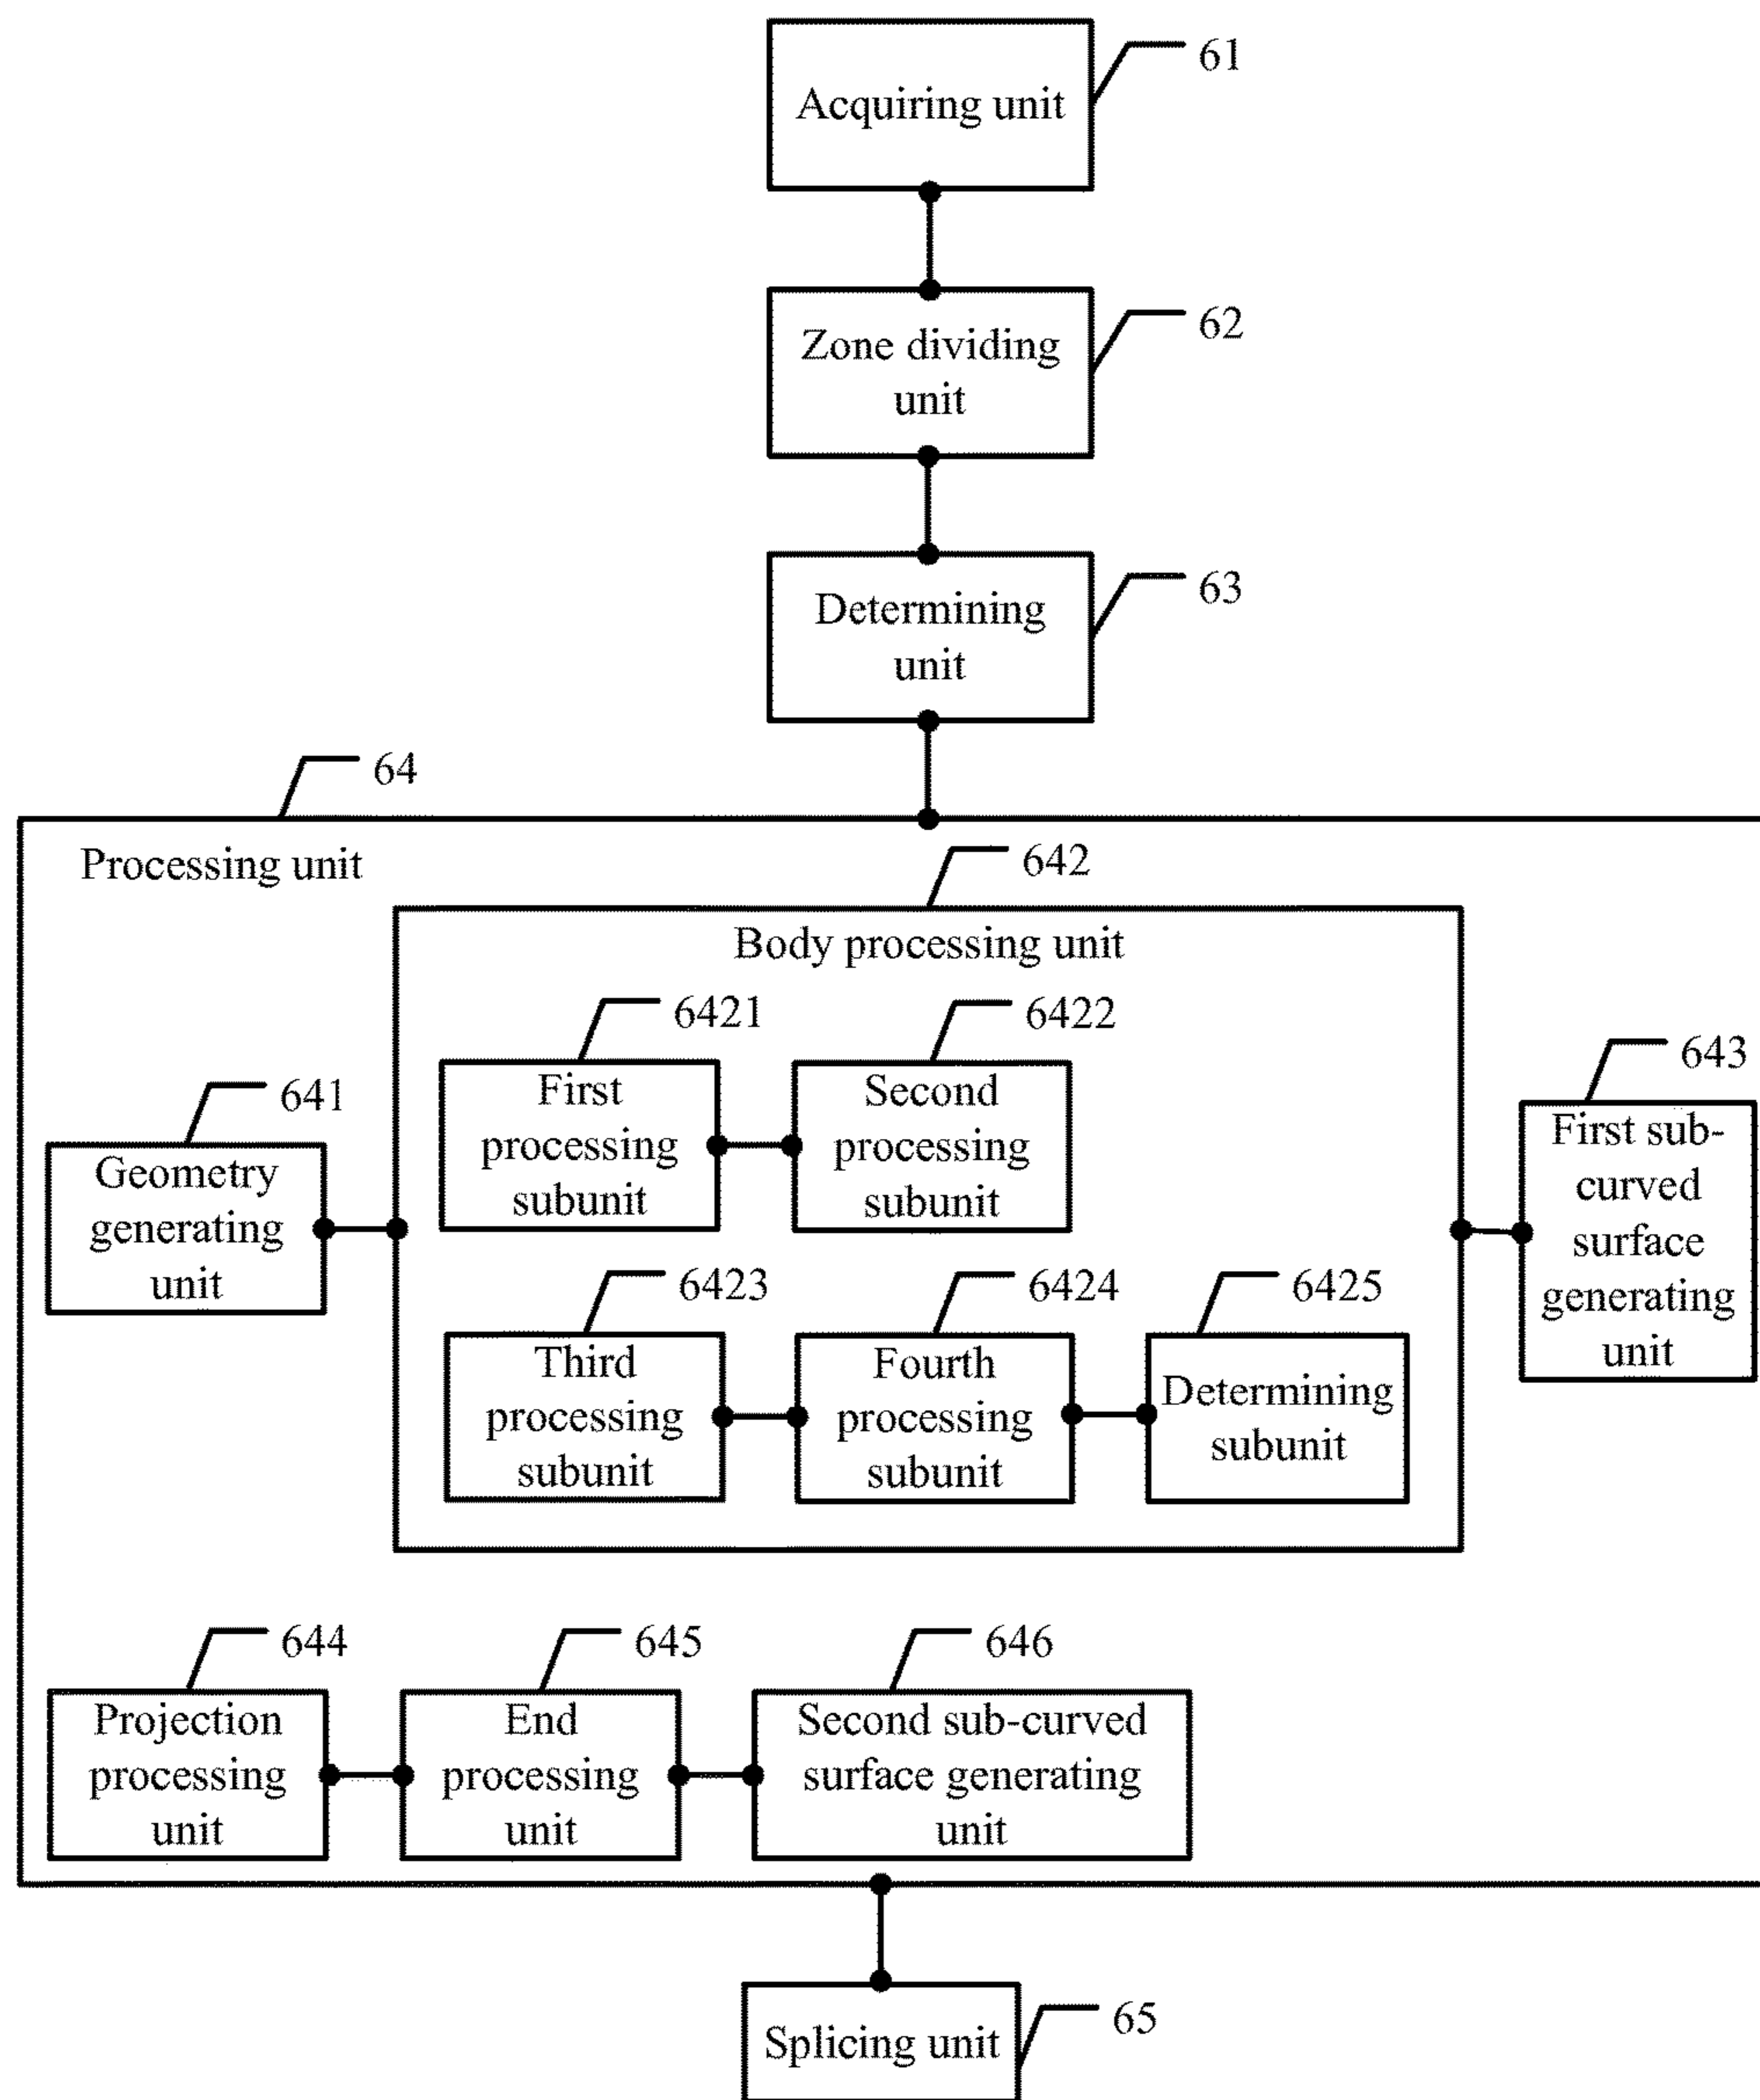 61
Acquiring unit
62
Zone dividing
unit
63
Determining
unit
64
Processing unit
642
Body processing unit
6421
First
processing
subunit
6422
Second
processing
subunit
641
Geometry
generating
unit
643
First sub-
curved
surface
generating
unit
6423
Third
processing
subunit
6424
Fourth
processing
subunit
6425
Determining
subunit
644
Projection
processing
unit
645
End
processing
unit
646
Second sub-curved
surface generating
unit
65
Splicing unit